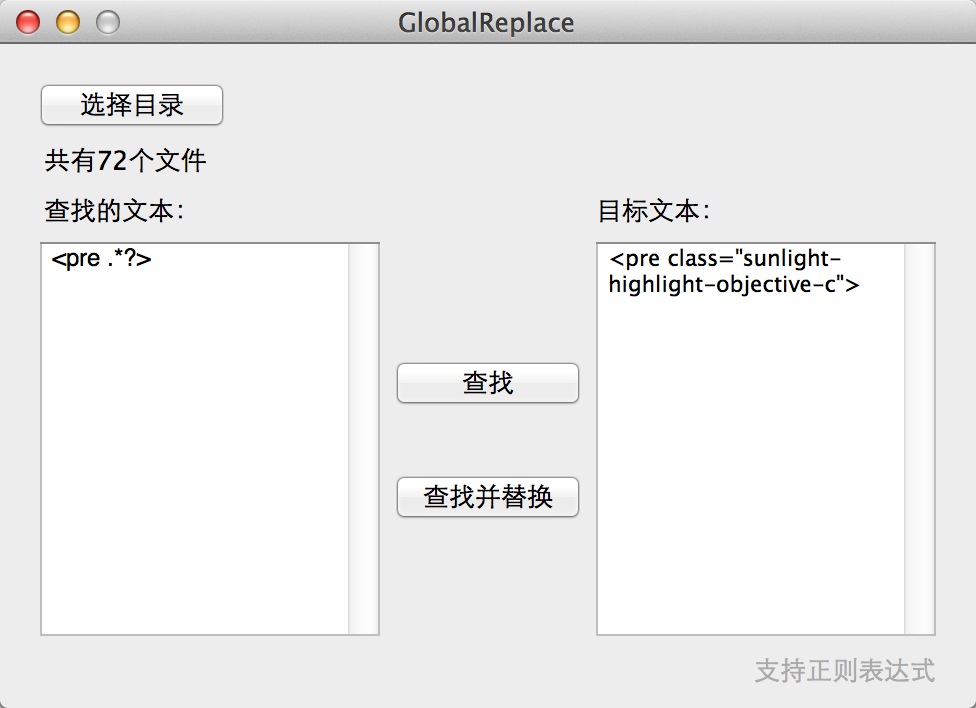 GlobalReplace
选择目录
共有72个文件
查找的文本：
目标文本：
<pre .*?>
<pre class="sunlight-
highlight-objective-c">
查找
查找并替换
支持正则表达式